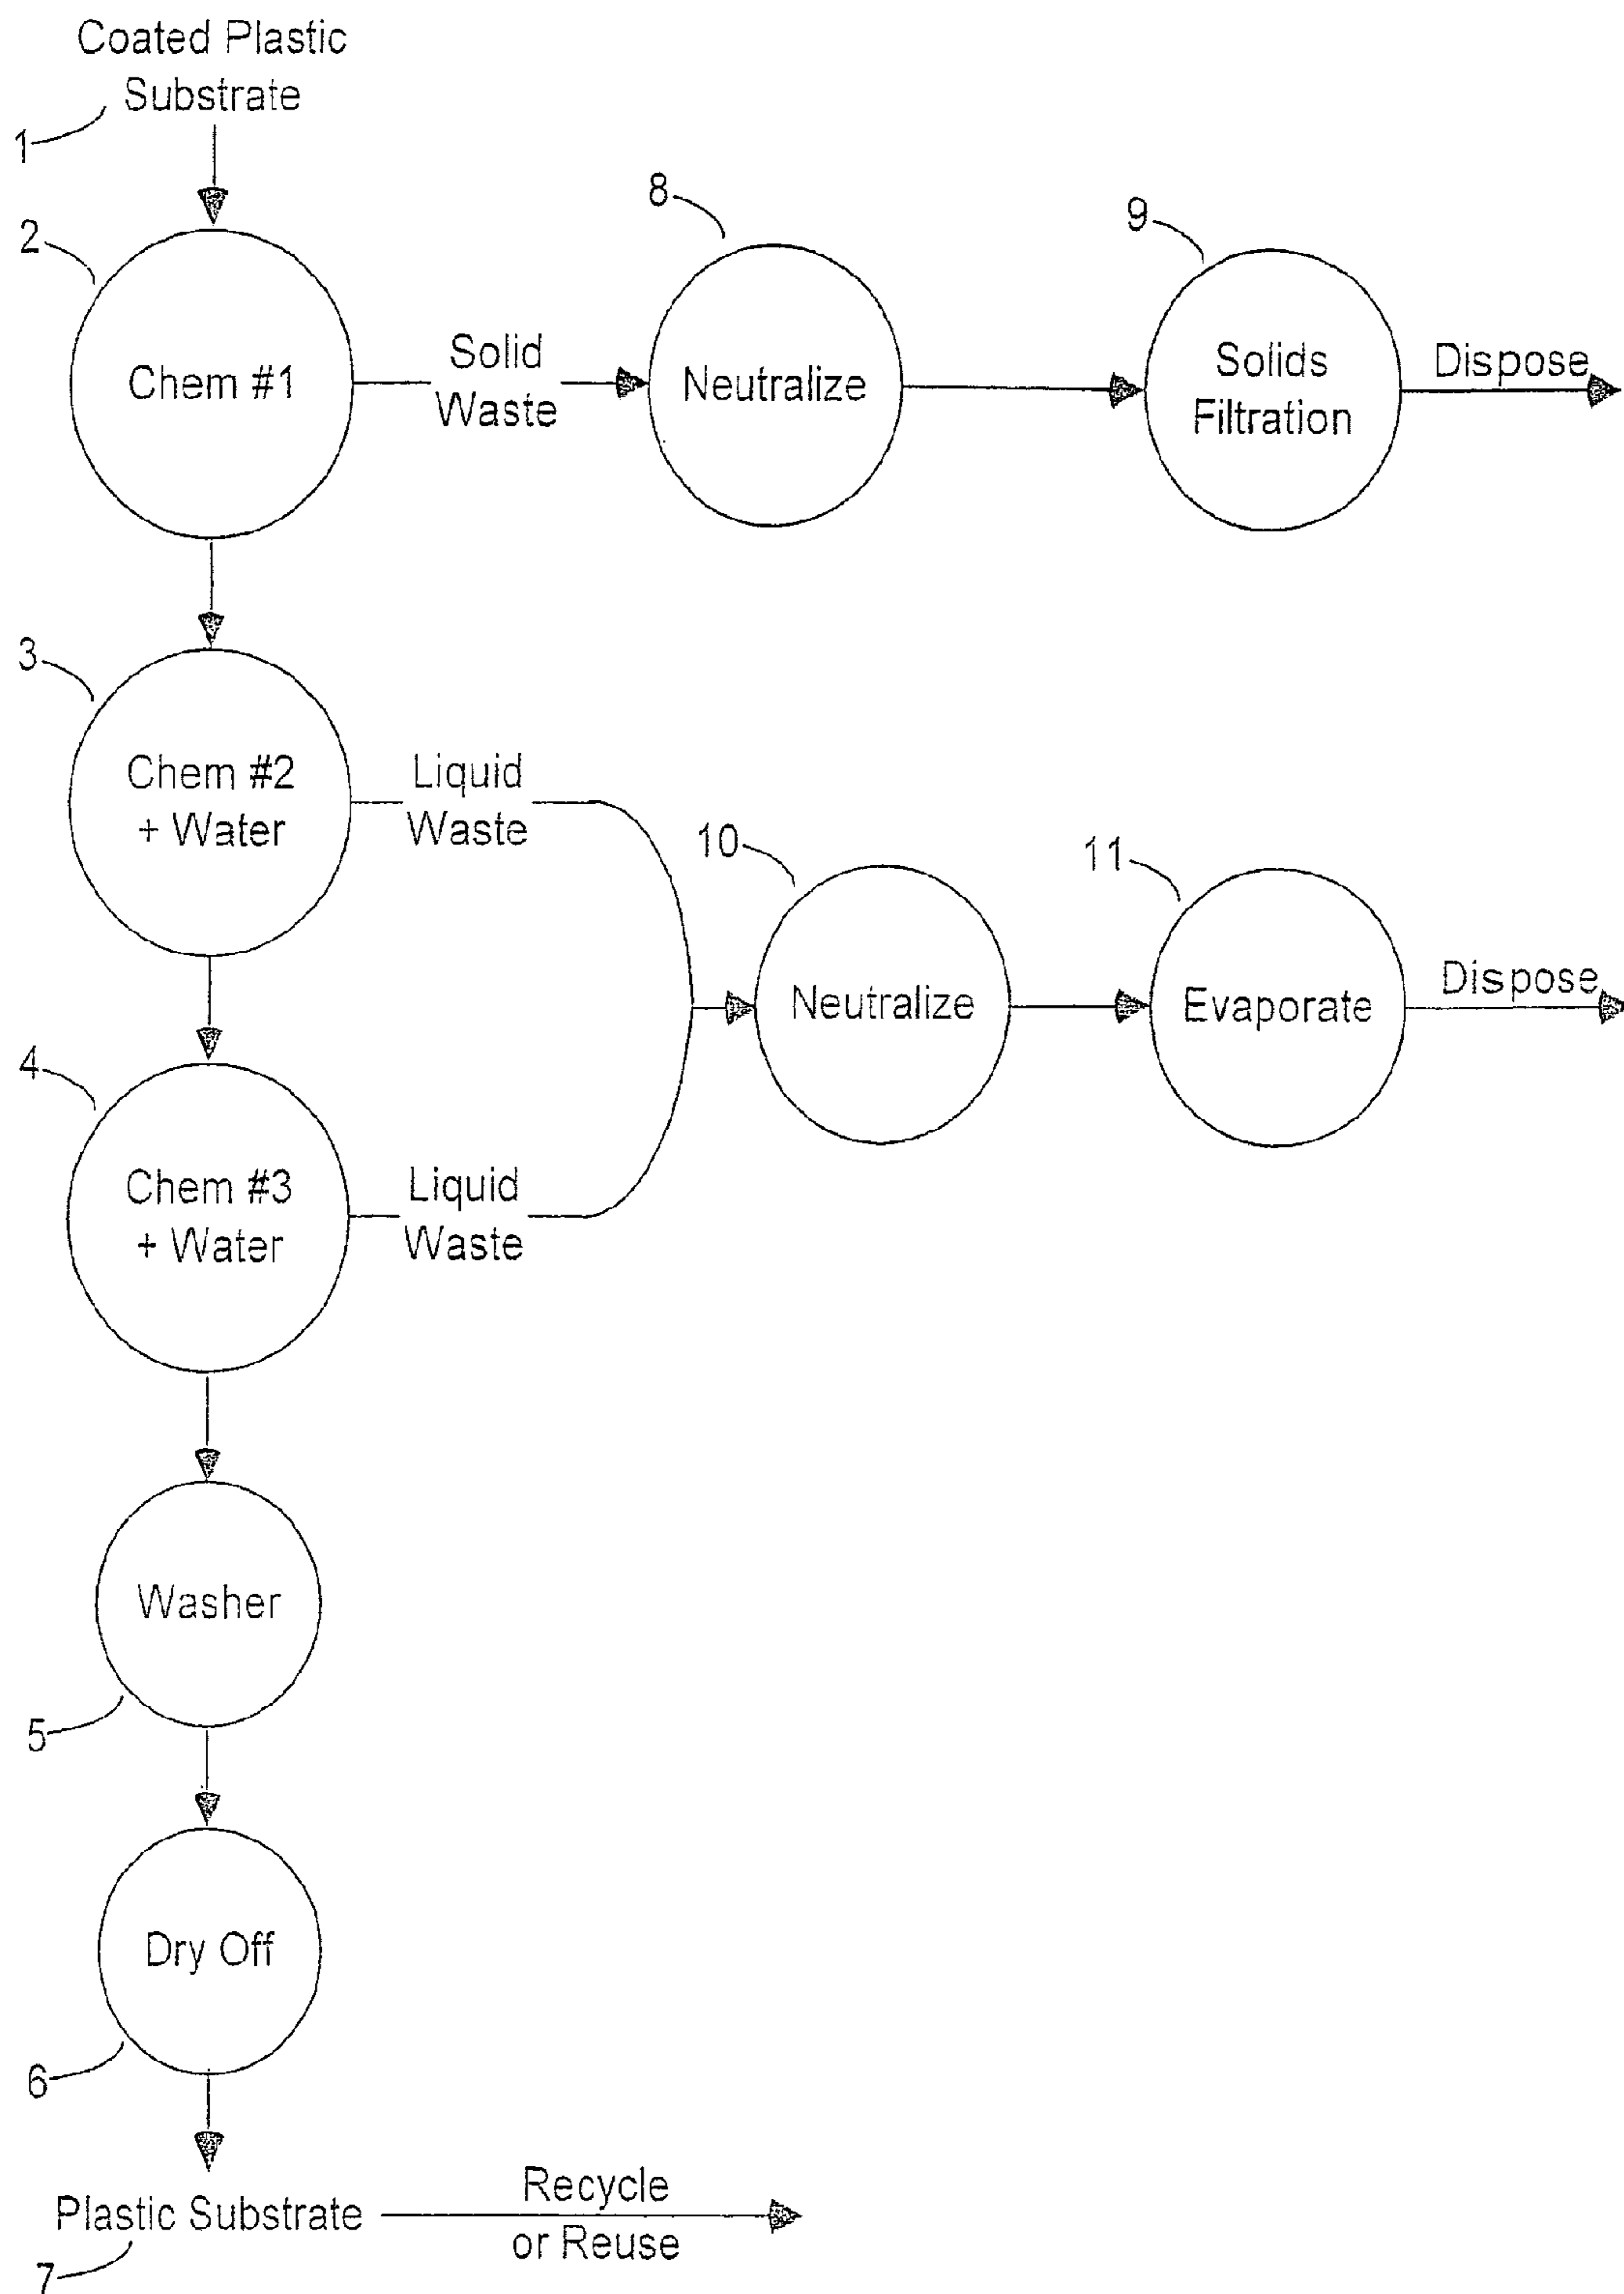 Coated Plastic
Substrate
1
2
8
9
Chem #1
Solid
Waste
Neutralize
Solids
Filtration
Dispose
3
Chem #2
+ Water
Liquid
Waste
10
11
Neutralize
Evaporate
Dispose
4
Chem #3
+ Water
Liquid
Waste
Washer
5
Dry Off
6
Plastic Substrate
Recycle
or Reuse
7